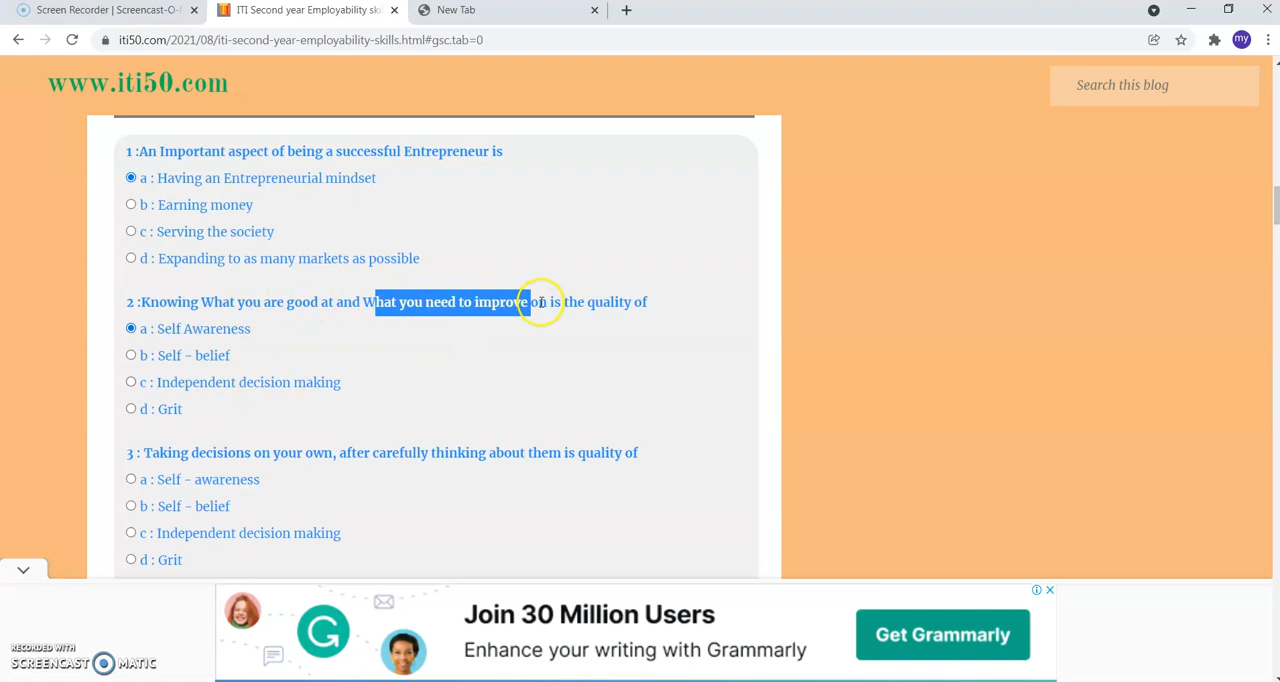 Screen Recorder | Screencast-O-
ITI Second year Employability ski
New Tab
iti50.com/2021/08/iti-second-year-employability-skills.html#gsc.tab=0
my
www.iti50.com
Search this blog
1 :An Important aspect of being a successful Entrepreneur is
a : Having an Entrepreneurial mindset
b : Earning money
c : Serving the society
d : Expanding to as many markets as possible
2 :Knowing What you are good at and What you need to improve on is the quality of
a : Self Awareness
b : Self - belief
c : Independent decision making
d : Grit
3 : Taking decisions on your own, after carefully thinking about them is quality of
a : Self - awareness
b : Self - belief
c : Independent decision making
d : Grit
Join 30 Million Users
Enhance your writing with Grammarly
Get Grammarly
RECORDED WITH
SCREENCAST MATIC